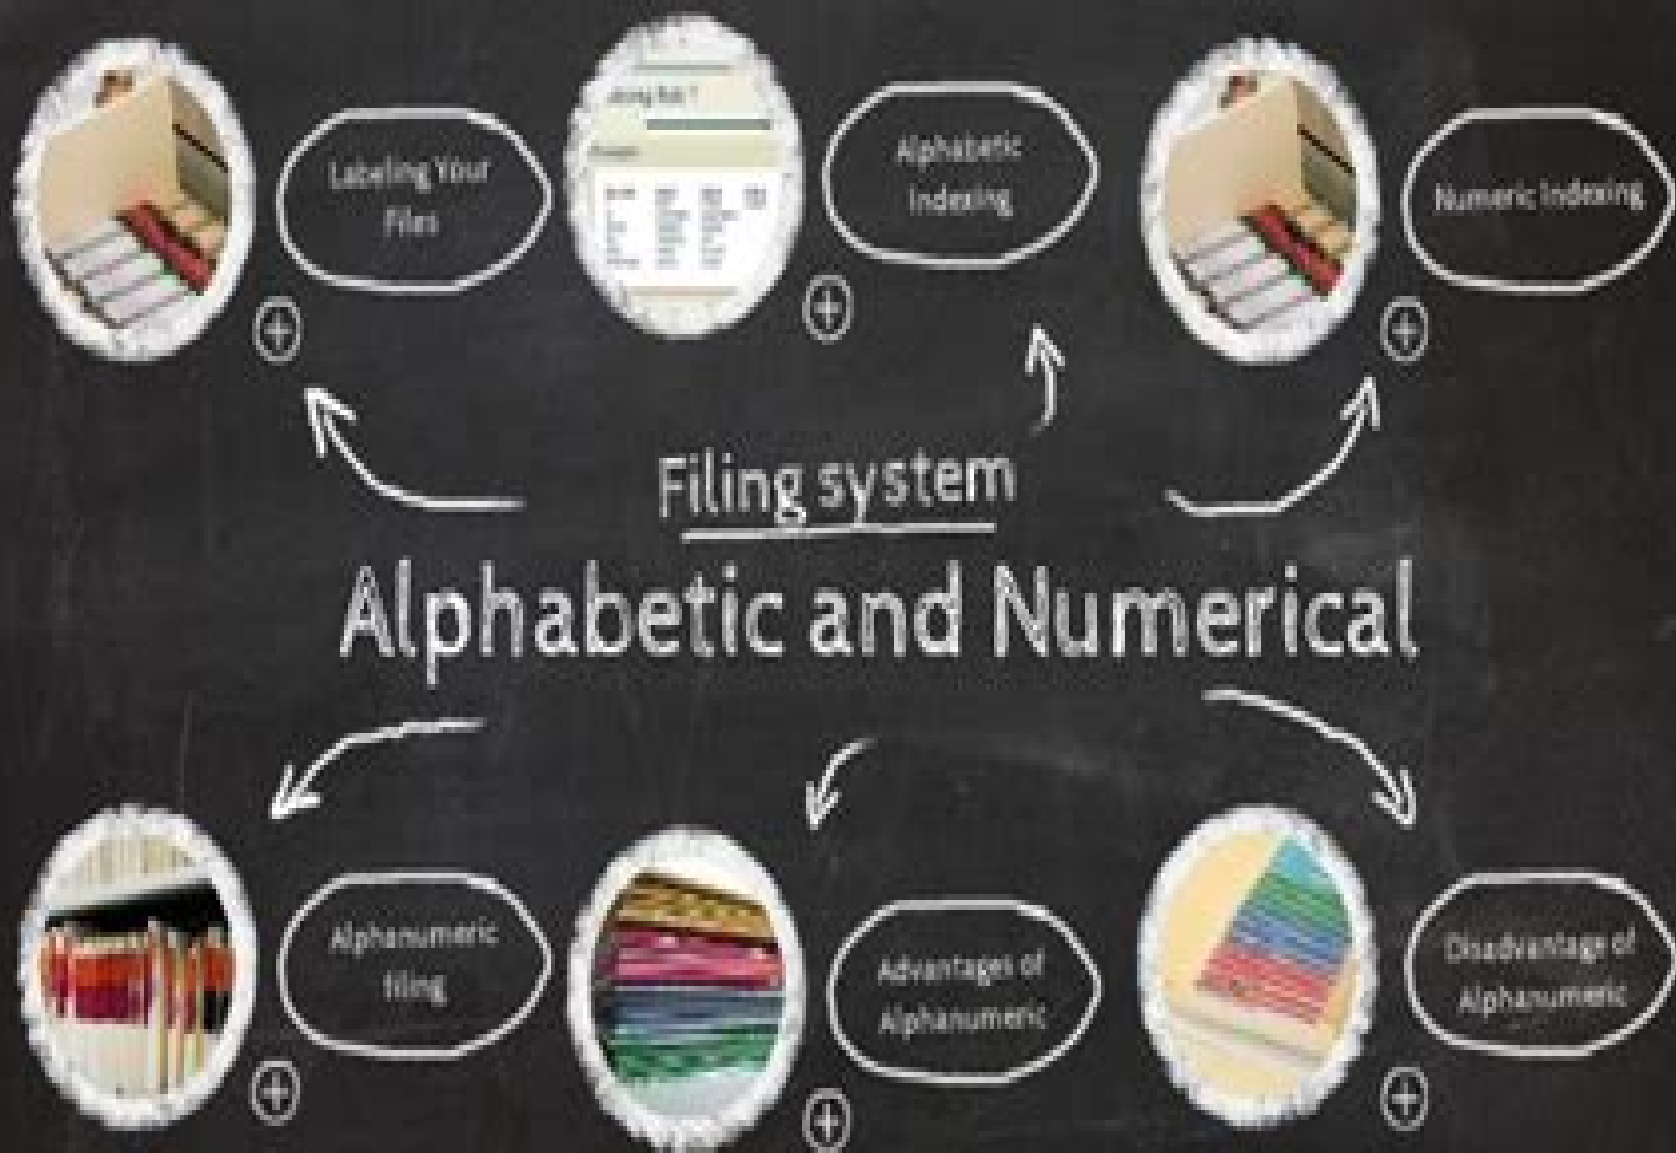 Labeling Your
Files
Alphabetic
Indexing
Numeric Indexing
Filing system
Alphabetic and Numerical
Alphanumeric
filing
Advantages of
Alphanumeric
Disadvantage of
Alphanumeric